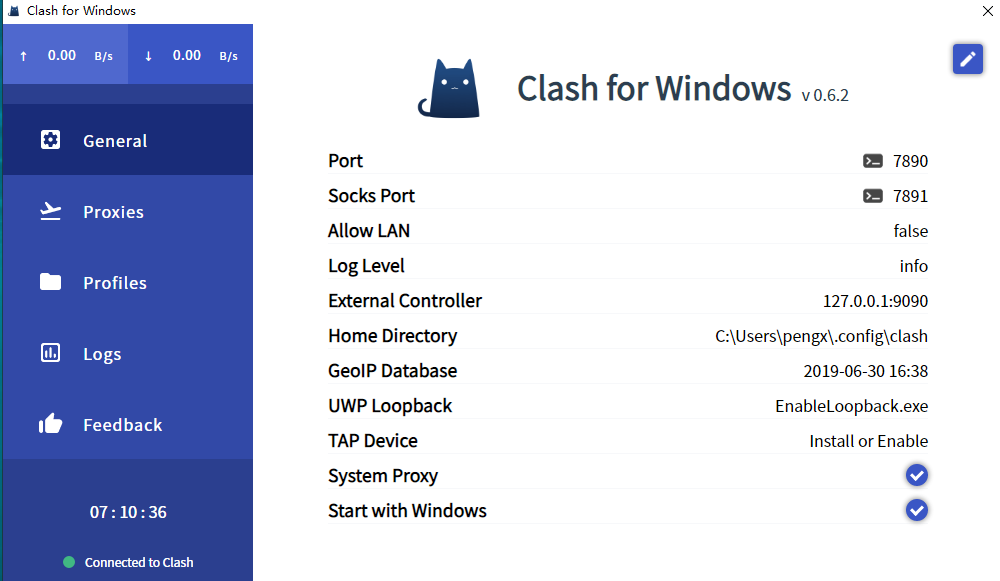 Clash for Windows
↑ 0.00 B/s ↓ 0.00 B/s
General
Proxies
Profiles
Logs
Feedback
07 : 10 : 36
Connected to Clash
Clash for Windows v 0.6.2
Port 7890
Socks Port 7891
Allow LAN false
Log Level info
External Controller 127.0.0.1:9090
Home Directory C:\Users\pengx\.config\clash
GeoIP Database 2019-06-30 16:38
UWP Loopback EnableLoopback.exe
TAP Device Install or Enable
System Proxy
Start with Windows